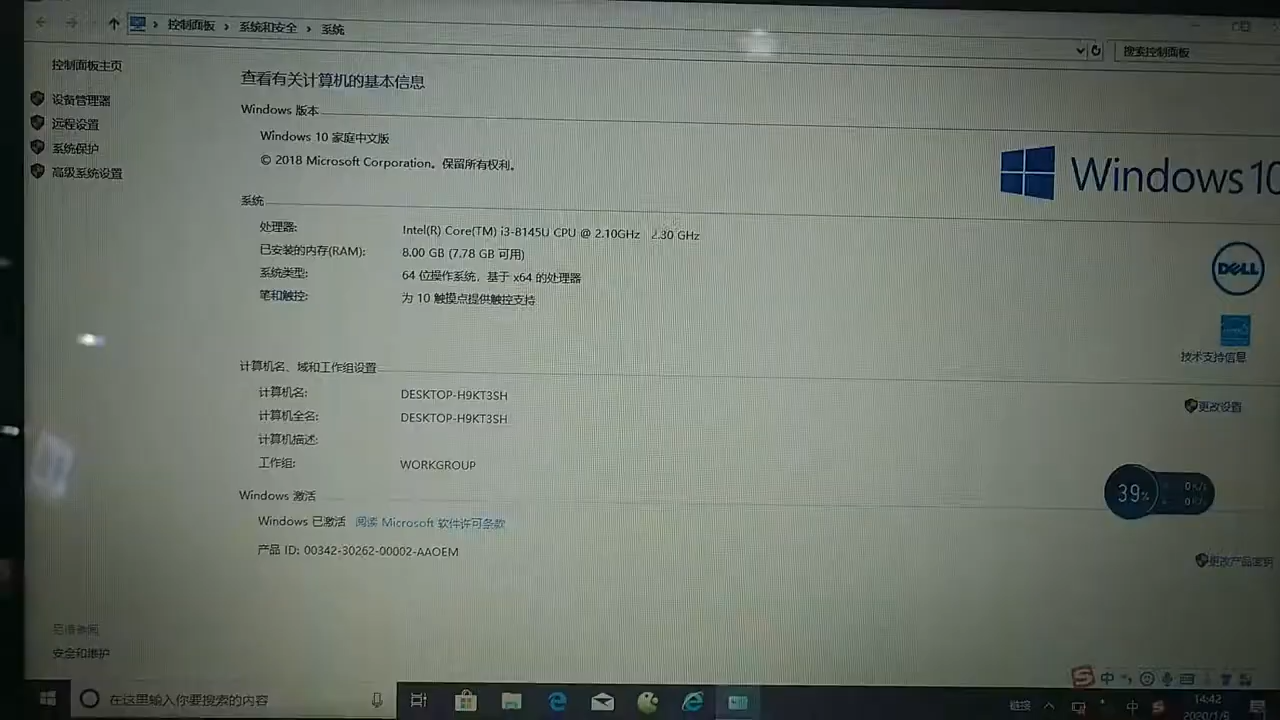 控制面板 › 系统和安全 › 系统
搜索控制面板
控制面板主页
设备管理器
远程设置
系统保护
高级系统设置
查看有关计算机的基本信息
Windows 版本
Windows 10 家庭中文版
© 2018 Microsoft Corporation。保留所有权利。
Windows 10
系统
处理器: Intel(R) Core(TM) i3-8145U CPU @ 2.10GHz 2.30 GHz
已安装的内存(RAM): 8.00 GB (7.78 GB 可用)
系统类型: 64 位操作系统，基于 x64 的处理器
笔和触控: 为 10 触摸点提供触控支持
DELL
技术支持信息
计算机名、域和工作组设置
计算机名: DESKTOP-H9KT3SH
计算机全名: DESKTOP-H9KT3SH
计算机描述:
工作组: WORKGROUP
更改设置
Windows 激活
Windows 已激活 阅读 Microsoft 软件许可条款
产品 ID: 00342-30262-00002-AAOEM
39%
更改产品密钥
另请参阅
安全和维护
在这里输入你要搜索的内容
S 中
链接
中
14:42